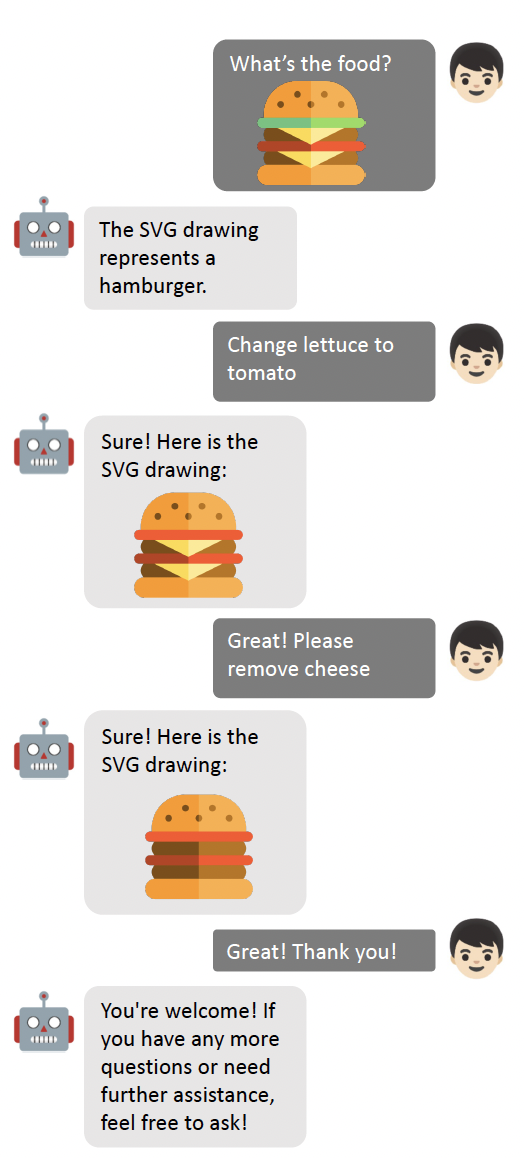 What’s the food?
The SVG drawing
represents a
hamburger.
Change lettuce to
tomato
Sure! Here is the
SVG drawing:
Great! Please
remove cheese
Sure! Here is the
SVG drawing:
Great! Thank you!
You're welcome! If
you have any more
questions or need
further assistance,
feel free to ask!